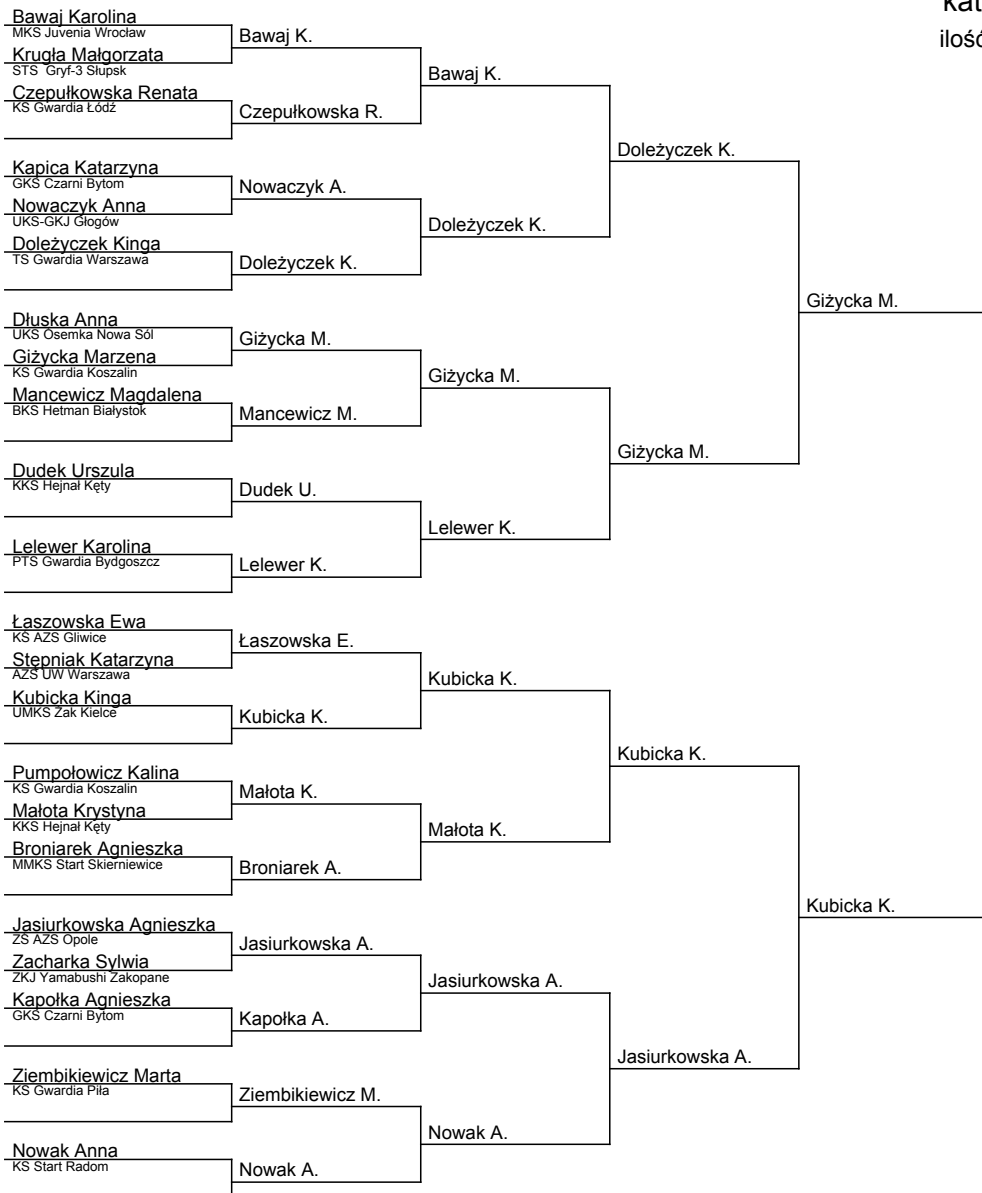 kat
ilość
Bawaj Karolina
MKS Juvenia Wrocław
Krugła Małgorzata
STS Gryf-3 Słupsk
Czepułkowska Renata
KS Gwardia Łódź
Kapica Katarzyna
GKS Czarni Bytom
Nowaczyk Anna
UKS-GKJ Głogów
Doleżyczek Kinga
TS Gwardia Warszawa
Dłuska Anna
UKS Ósemka Nowa Sól
Giżycka Marzena
KS Gwardia Koszalin
Mancewicz Magdalena
BKS Hetman Białystok
Dudek Urszula
KKS Hejnał Kęty
Lelewer Karolina
PTS Gwardia Bydgoszcz
Łaszowska Ewa
KŚ AZS Gliwice
Stępniak Katarzyna
AZS UW Warszawa
Kubicka Kinga
UMKS Żak Kielce
Pumpołowicz Kalina
KS Gwardia Koszalin
Małota Krystyna
KKS Hejnał Kęty
Broniarek Agnieszka
MMKS Start Skierniewice
Jasiurkowska Agnieszka
ZŚ AZS Opole
Zacharka Sylwia
ZKJ Yamabushi Zakopane
Kapołka Agnieszka
GKS Czarni Bytom
Ziembikiewicz Marta
KS Gwardia Piła
Nowak Anna
KS Start Radom
Bawaj K.
Czepułkowska R.
Nowaczyk A.
Doleżyczek K.
Giżycka M.
Mancewicz M.
Dudek U.
Lelewer K.
Łaszowska E.
Kubicka K.
Małota K.
Broniarek A.
Jasiurkowska A.
Kapołka A.
Ziembikiewicz M.
Nowak A.
Bawaj K.
Doleżyczek K.
Giżycka M.
Lelewer K.
Kubicka K.
Małota K.
Jasiurkowska A.
Nowak A.
Doleżyczek K.
Giżycka M.
Kubicka K.
Jasiurkowska A.
Giżycka M.
Kubicka K.